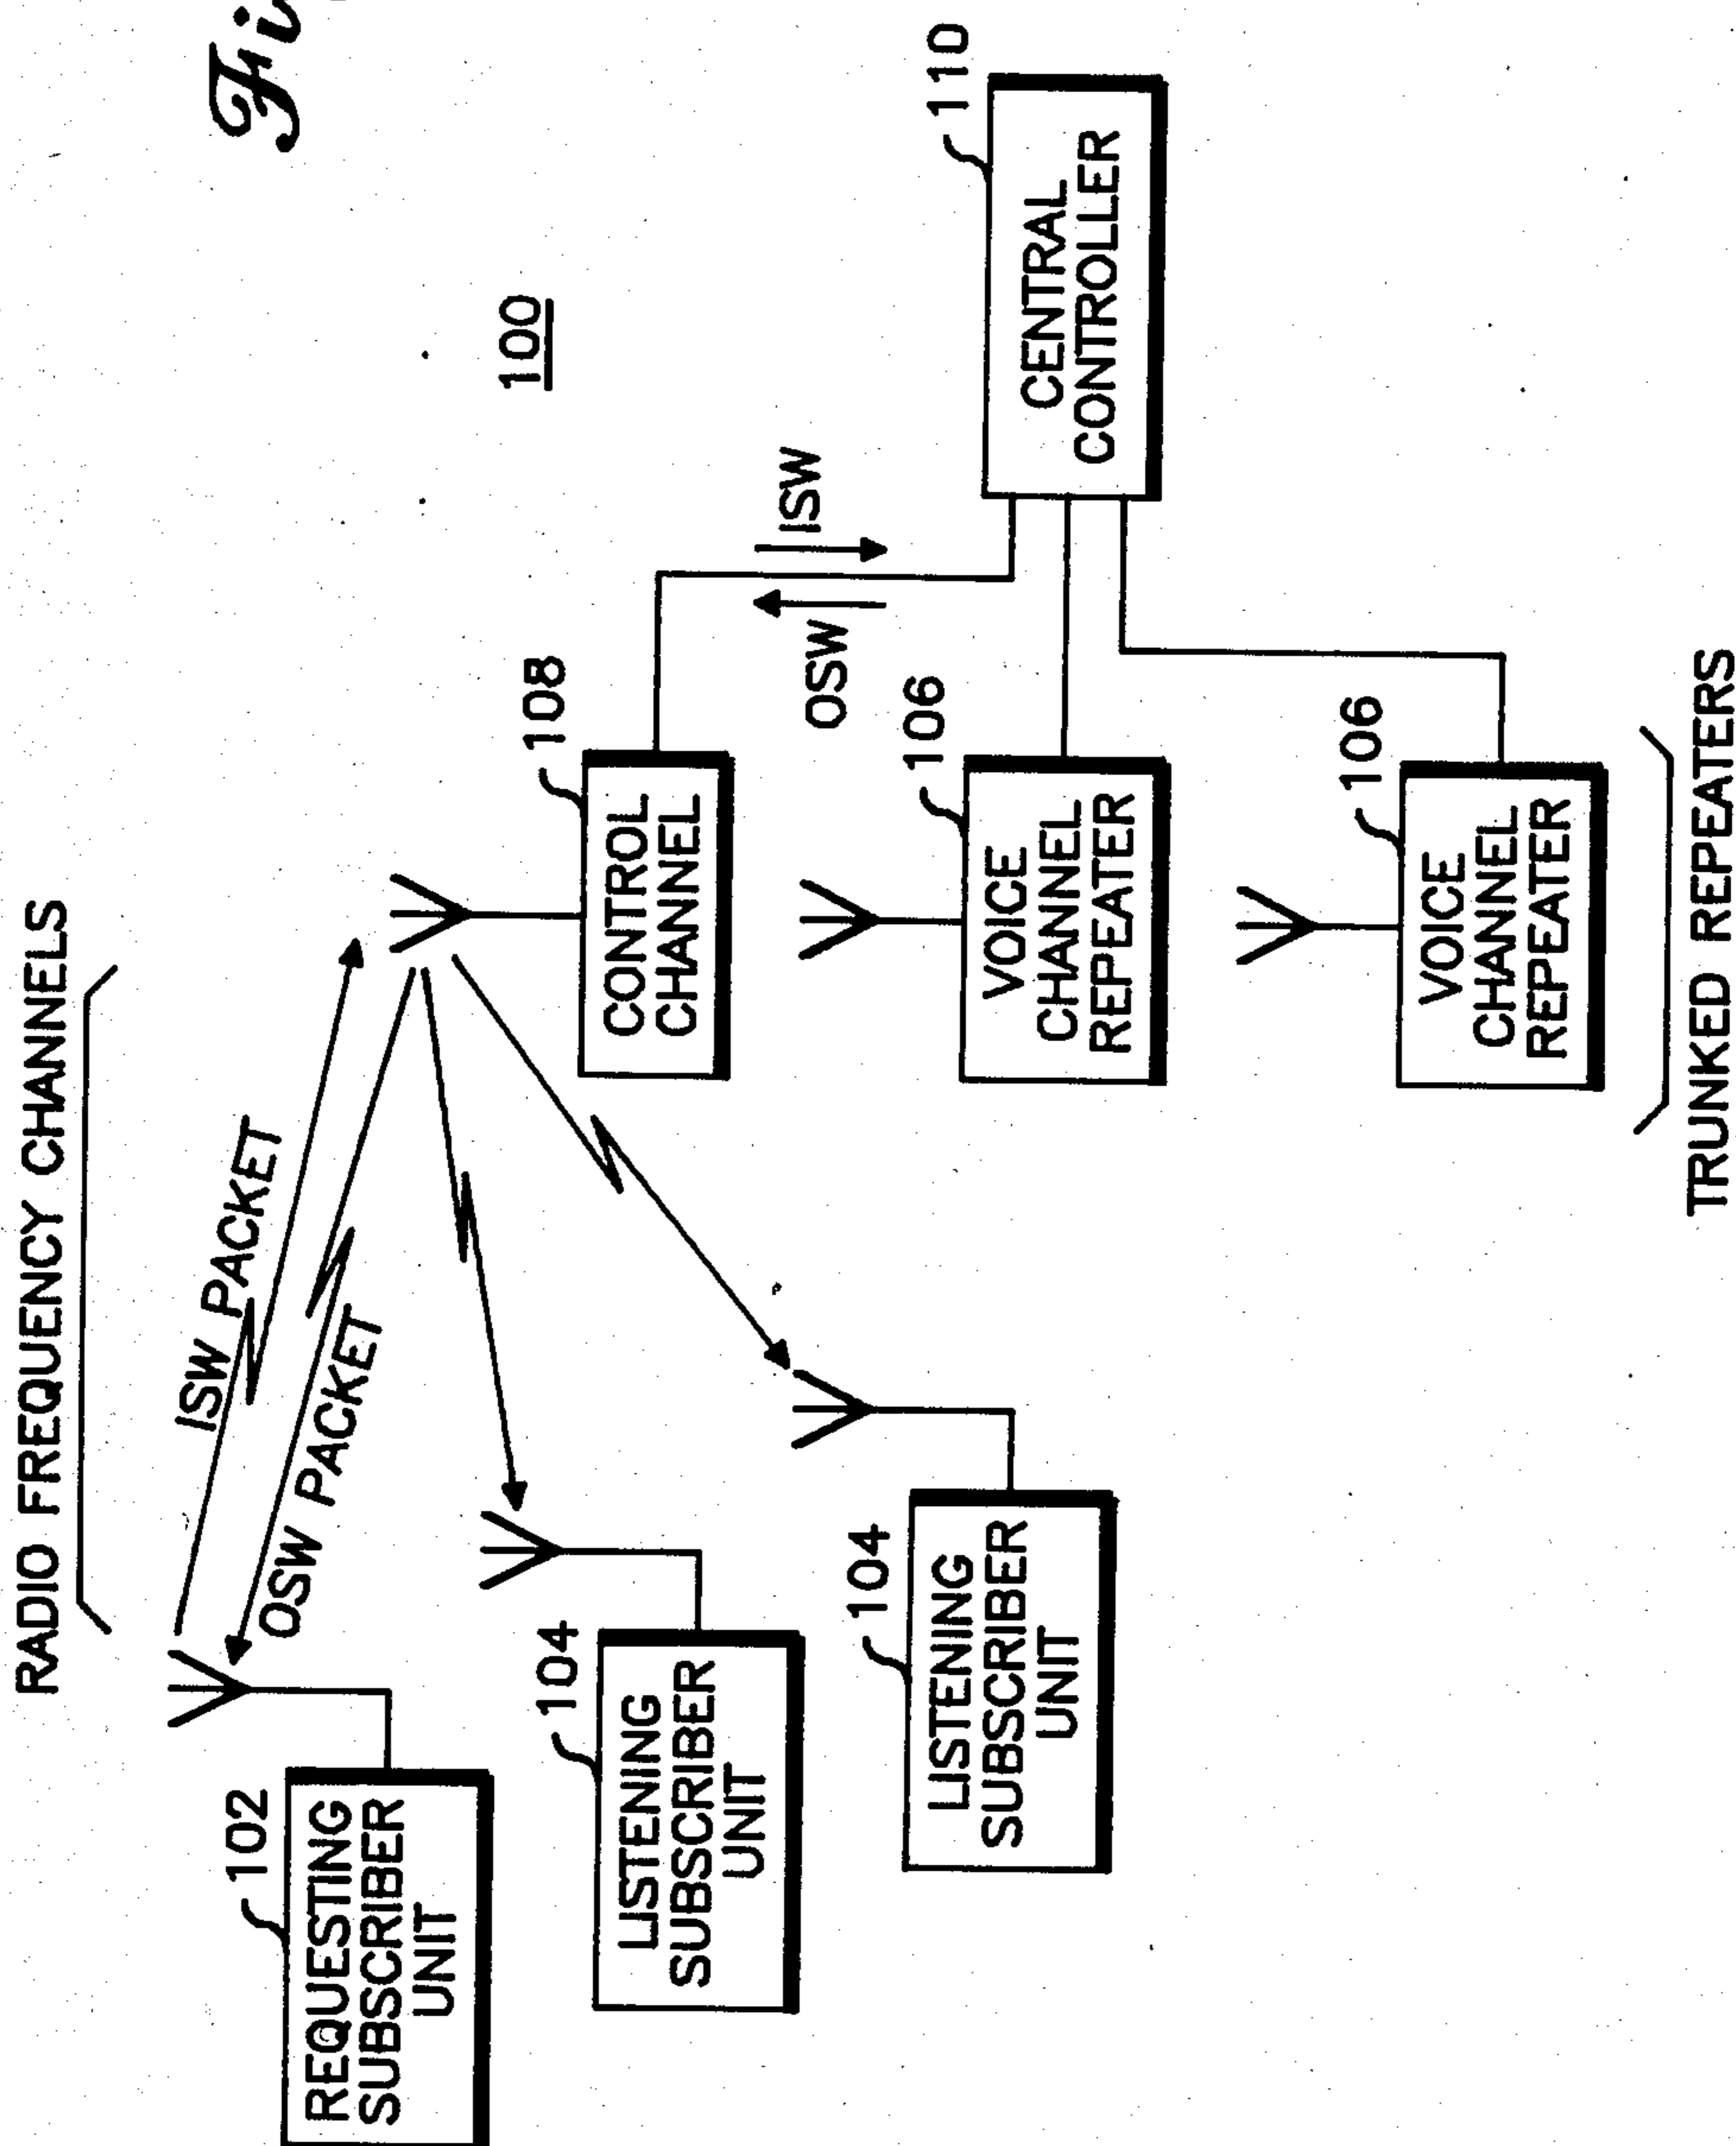 RADIO FREQUENCY CHANNELS
ISW PACKET
OSW PACKET
102
REQUESTING
SUBSCRIBER
UNIT
104
LISTENING
SUBSCRIBER
UNIT
104
LISTENING
SUBSCRIBER
UNIT
100
108
CONTROL
CHANNEL
ISW
OSW
106
VOICE
CHANNEL
REPEATER
106
VOICE
CHANNEL
REPEATER
110
CENTRAL
CONTROLLER
TRUNKED REPEATERS